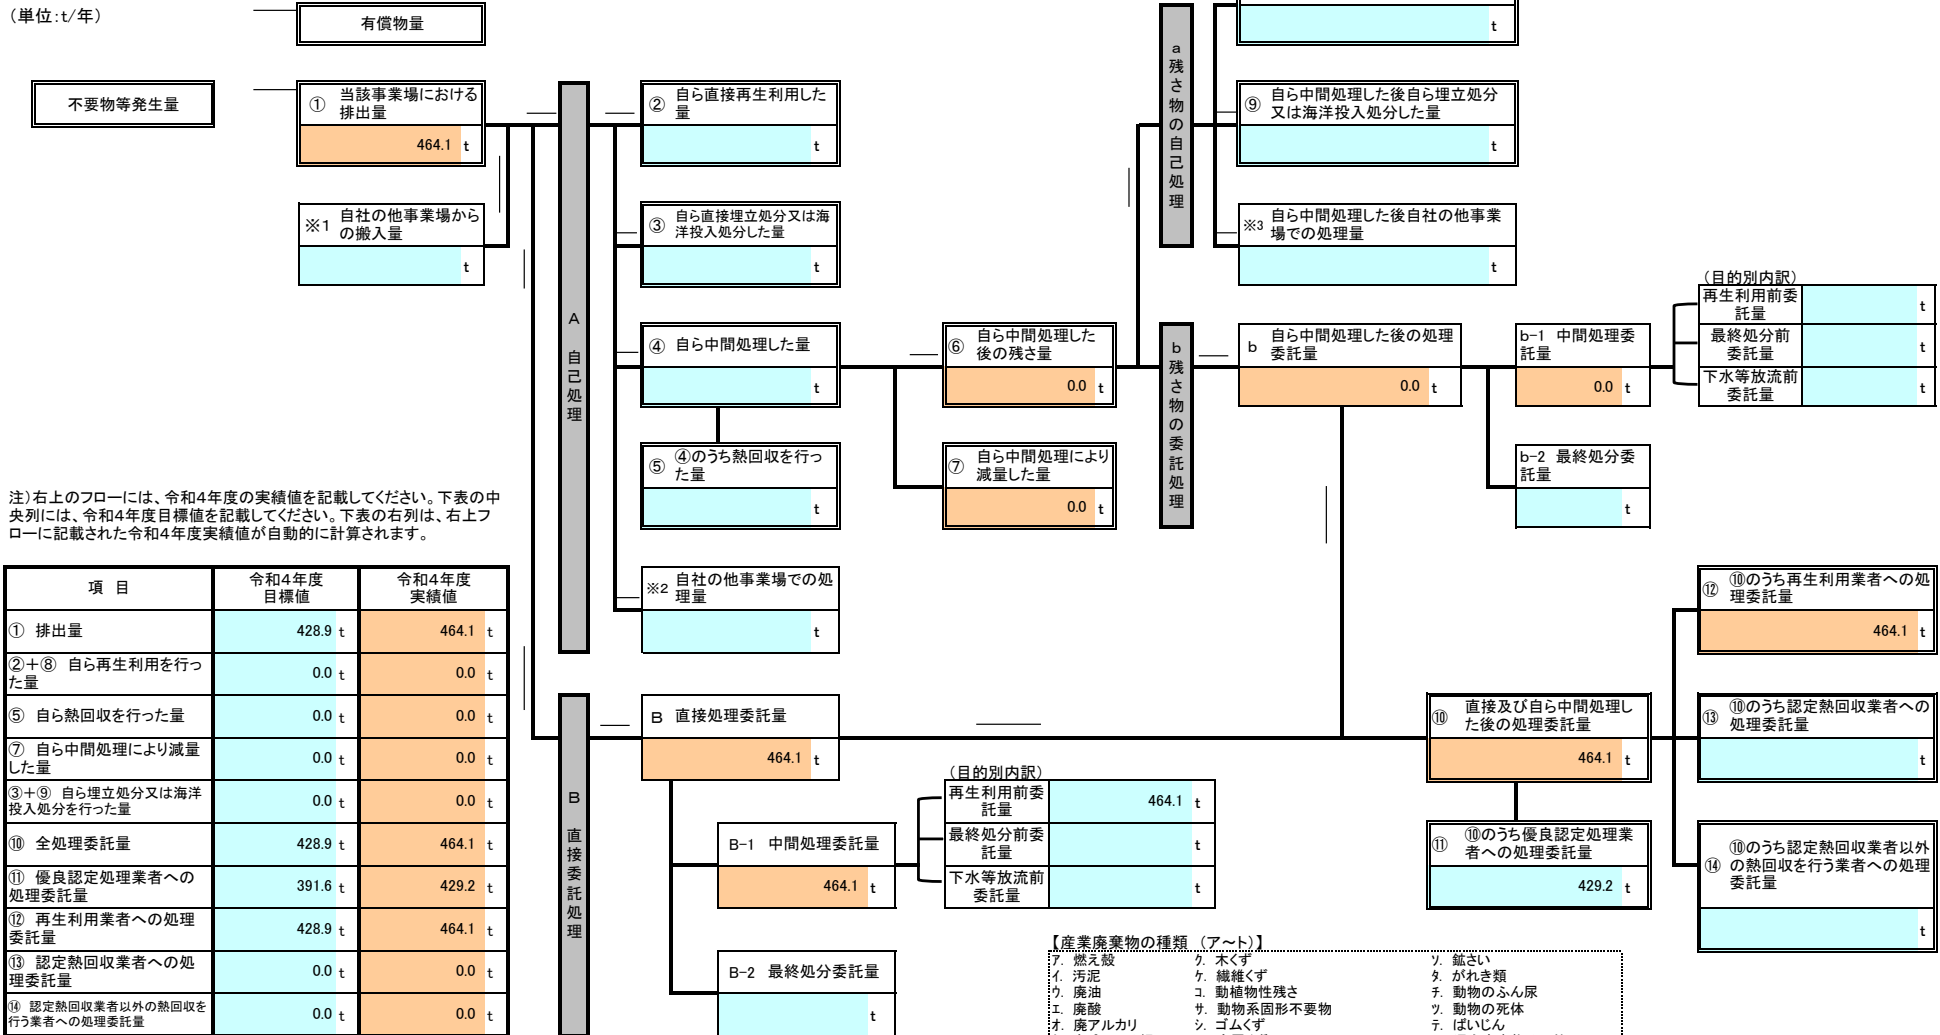 (単位:t/年)
有償物量
t
不要物等発生量
① 当該事業場における
排出量
464.1 t
② 自ら直接再生利用した
量
t
⑨ 自ら中間処理した後自ら埋立処分
又は海洋投入処分した量
t
a
残さ物の自己処理
※1 自社の他事業場から
の搬入量
t
③ 自ら直接埋立処分又は海
洋投入処分した量
t
※3 自ら中間処理した後自社の他事業
場での処理量
t
A
自己処理
④ 自ら中間処理した量
t
⑥ 自ら中間処理した
後の残さ量
0.0 t
b
残さ物の委託処理
b 自ら中間処理した後の処理
委託量
0.0 t
b-1 中間処理委
託量
0.0 t
(目的別内訳)
再生利用前委
託量
t
最終処分前
委託量
t
下水等放流前
委託量
t
⑤ ④のうち熱回収を行っ
た量
t
⑦ 自ら中間処理により
減量した量
0.0 t
b-2 最終処分委
託量
t
注)右上のフローには、令和4年度の実績値を記載してください。下表の中
央列には、令和4年度目標値を記載してください。下表の右列は、右上フ
ローに記載された令和4年度実績値が自動的に計算されます。
※2 自社の他事業場での処
理量
t
項 目
令和4年度
目標値
令和4年度
実績値
① 排出量
428.9 t
464.1 t
②+⑧ 自ら再生利用を行っ
た量
0.0 t
0.0 t
⑤ 自ら熱回収を行った量
0.0 t
0.0 t
⑦ 自ら中間処理により減量
した量
0.0 t
0.0 t
③+⑨ 自ら埋立処分又は海洋
投入処分を行った量
0.0 t
0.0 t
⑩ 全処理委託量
428.9 t
464.1 t
⑪ 優良認定処理業者への
処理委託量
391.6 t
429.2 t
⑫ 再生利用業者への処理
委託量
428.9 t
464.1 t
⑬ 認定熱回収業者への処
理委託量
0.0 t
0.0 t
⑭ 認定熱回収業者以外の熱回収を
行う業者への処理委託量
0.0 t
0.0 t
B
直接委託処理
B 直接処理委託量
464.1 t
B-1 中間処理委託量
464.1 t
(目的別内訳)
再生利用前委
託量
464.1 t
最終処分前委
託量
t
下水等放流前
委託量
t
B-2 最終処分委託量
t
⑩ 直接及び自ら中間処理し
た後の処理委託量
464.1 t
⑪ ⑩のうち優良認定処理業
者への処理委託量
429.2 t
⑫ ⑩のうち再生利用業者への処
理委託量
464.1 t
⑬ ⑩のうち認定熱回収業者への
処理委託量
t
⑭ ⑩のうち認定熱回収業者以外
の熱回収を行う業者への処理
委託量
t
【産業廃棄物の種類 (ア~ト)】
ア. 燃え殻 ク. 木くず ソ. 鉱さい
イ. 汚泥 ケ. 繊維くず タ. がれき類
ウ. 廃油 コ. 動植物性残さ チ. 動物のふん尿
エ. 廃酸 サ. 動物系固形不要物 ツ. 動物の死体
オ. 廃アルカリ シ. ゴムくず テ. ばいじん